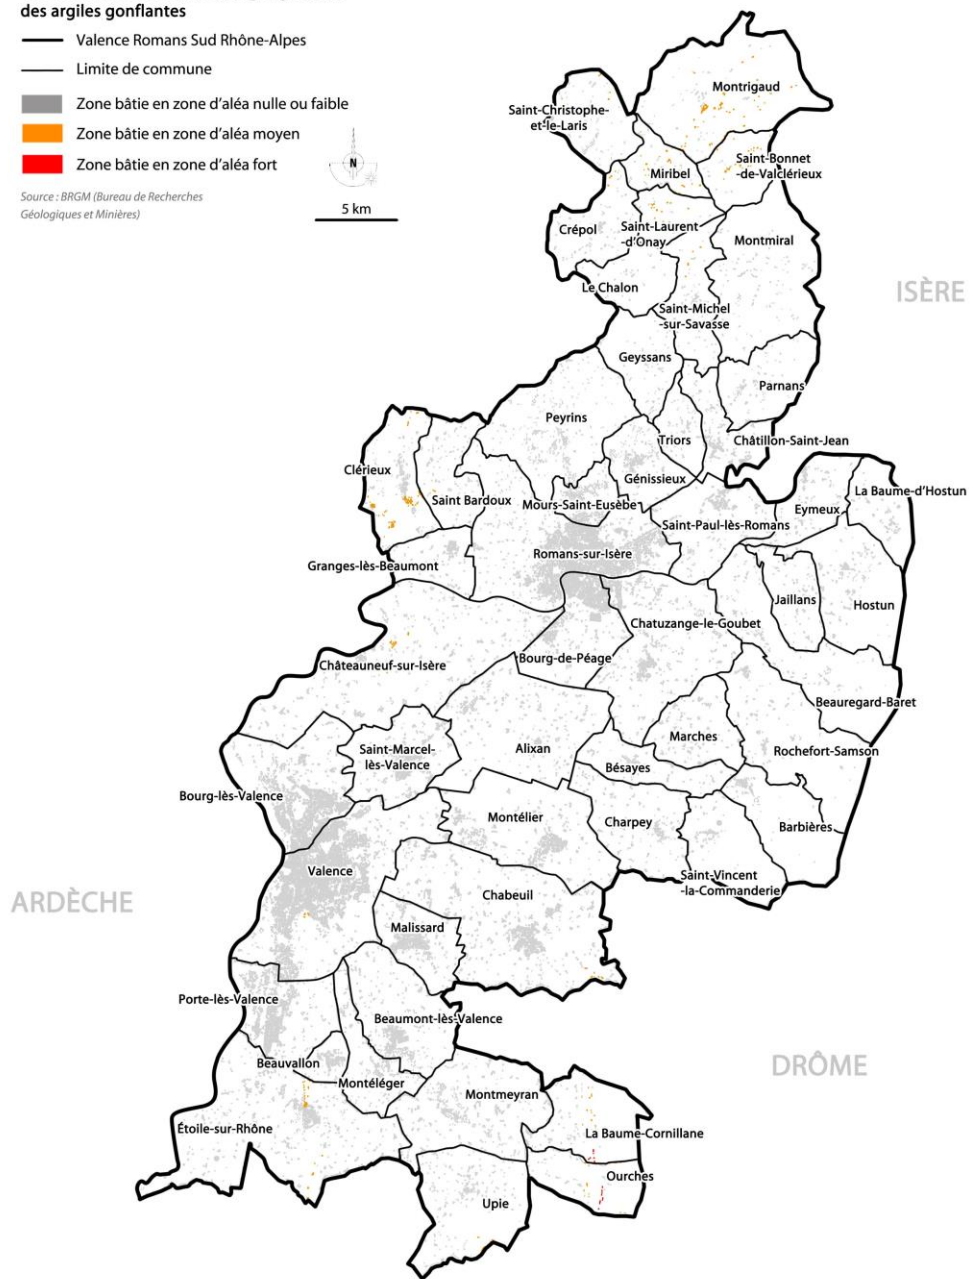 des argiles gonflantes
Valence Romans Sud Rhône-Alpes
Limite de commune
Zone bâtie en zone d'aléa nulle ou faible
Zone bâtie en zone d'aléa moyen
Zone bâtie en zone d'aléa fort
N
Source : BRGM (Bureau de Recherches
Géologiques et Minières)
5 km
Montrigaud
Saint-Christophe-
et-le-Laris
Saint-Bonnet
-de-Valclérieux
Miribel
Crépol
Saint-Laurent
-d'Onay
Montmiral
ISÈRE
Le Chalon
Saint-Michel
-sur-Savasse
Geyssans
Parnans
Peyrins
Triors
Châtillon-Saint-Jean
Clérieux
Génissieux
La Baume-d'Hostun
Saint Bardoux
Mours-Saint-Eusèbe
Eymeux
Saint-Paul-lès-Romans
Romans-sur-Isère
Granges-lès-Beaumont
Jaillans
Hostun
Chatuzange-le-Goubet
Bourg-de-Péage
Châteauneuf-sur-Isère
Beauregard-Baret
Marches
Saint-Marcel-
lès-Valence
Alixan
Rochefort-Samson
Bésayes
Bourg-lès-Valence
Montélier
Charpey
Barbières
Valence
Saint-Vincent
-la-Commanderie
ARDÈCHE
Chabeuil
Malissard
Porte-lès-Valence
Beaumont-lès-Valence
Beauvallon
DRÔME
Montéléger
Montmeyran
Étoile-sur-Rhône
La Baume-Cornillane
Ourches
Upie